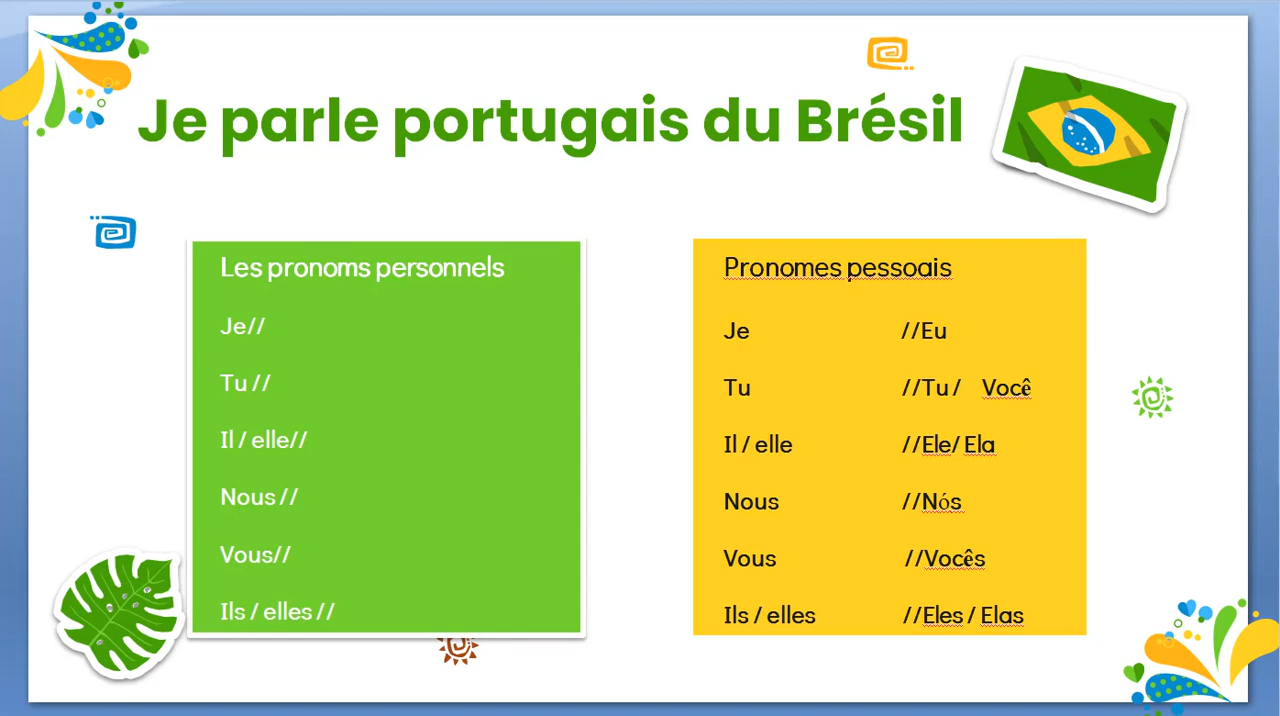 Je parle portugais du Brésil
Les pronoms personnels
Je//
Tu //
Il / elle//
Nous //
Vous//
Ils / elles //
Pronomes pessoais
Je //Eu
Tu //Tu / Você
Il / elle //Ele/ Ela
Nous //Nós
Vous //Vocês
Ils / elles //Eles / Elas